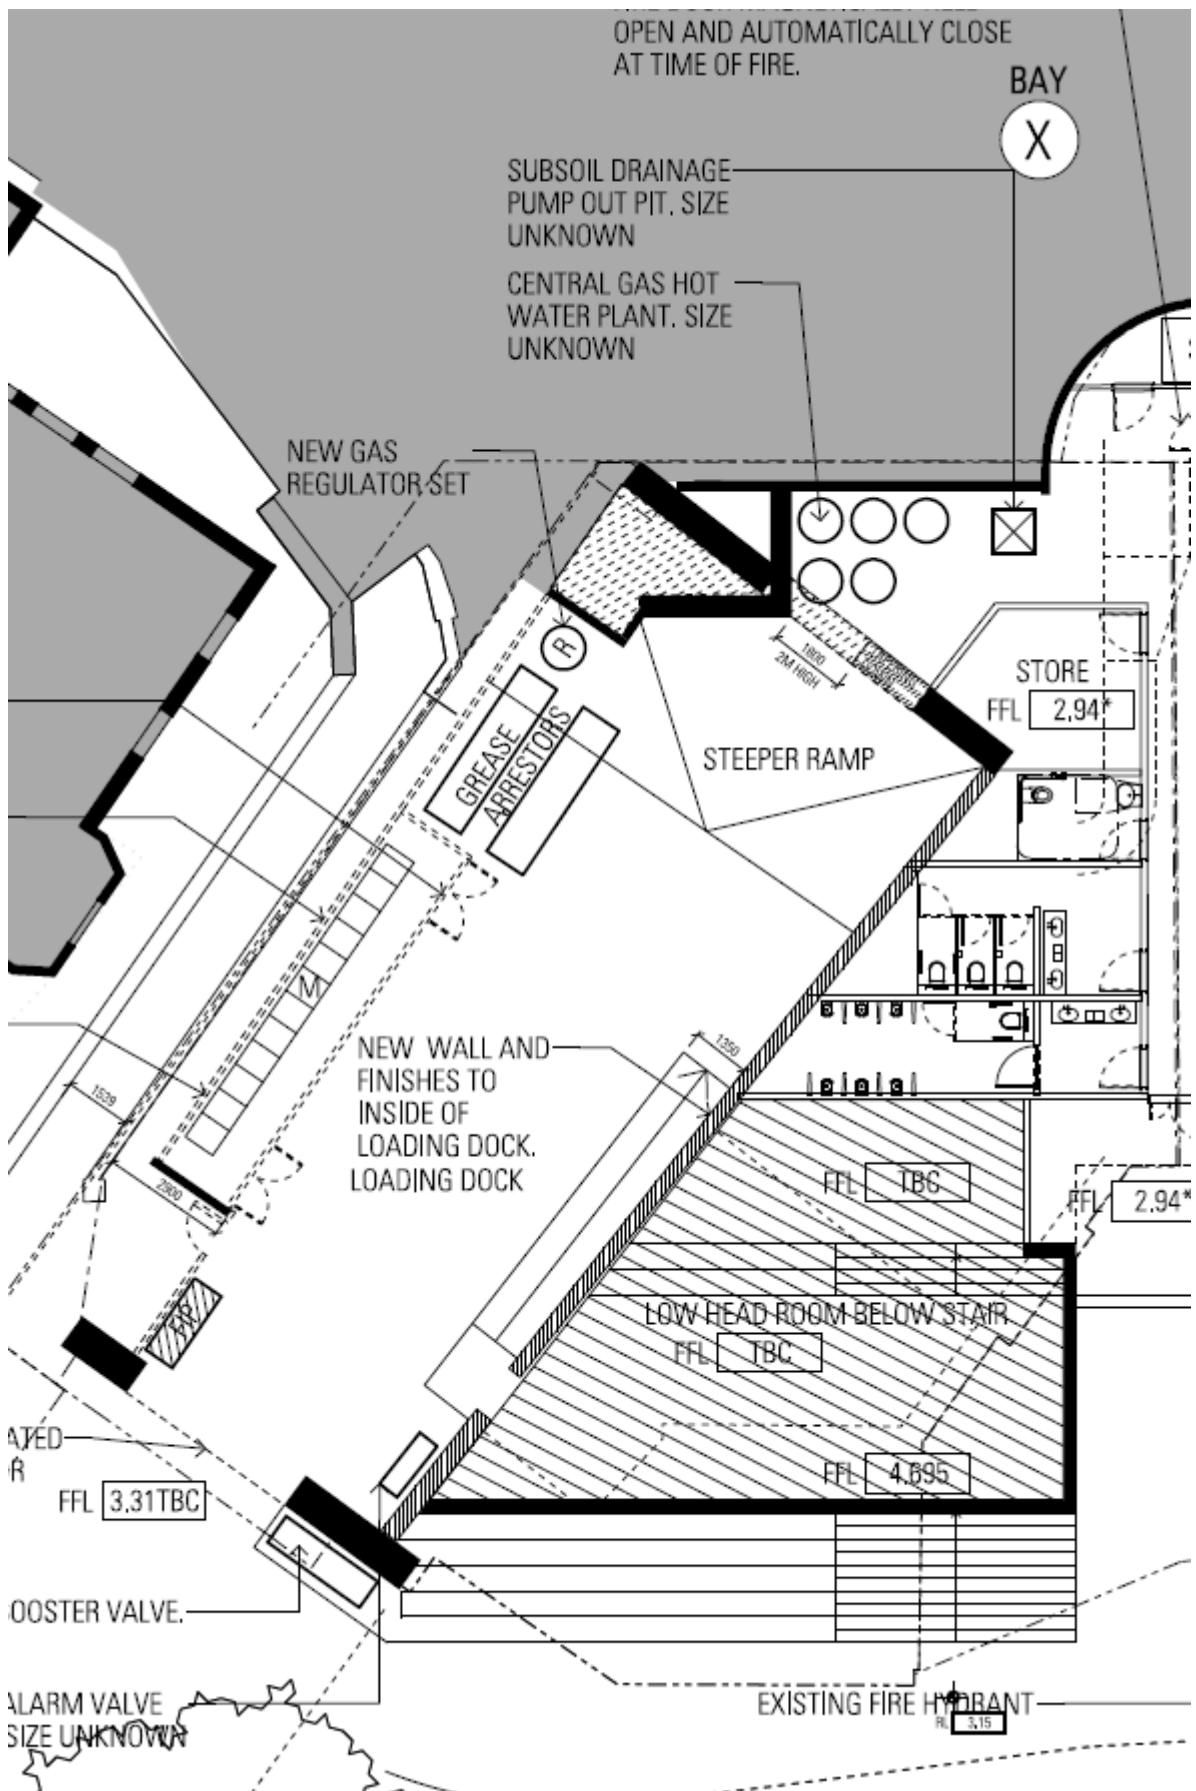 OPEN AND AUTOMATICALLY CLOSE
AT TIME OF FIRE.
BAY
X
SUBSOIL DRAINAGE
PUMP OUT PIT. SIZE
UNKNOWN
CENTRAL GAS HOT
WATER PLANT. SIZE
UNKNOWN
NEW GAS
REGULATOR SET
R
1800
2M HIGH
STORE
FFL 2.94*
GREASE
ARRESTORS
STEEPER RAMP
M
NEW WALL AND
FINISHES TO
INSIDE OF
LOADING DOCK.
LOADING DOCK
1350
1529
2900
FFL TBC
FFL 2.94*
LOW HEAD ROOM BELOW STAIR
FFL TBC
FFL 4.695
ATED
FFL 3.31TBC
OOSTER VALVE.
ALARM VALVE
SIZE UNKNOWN
EXISTING FIRE HYDRANT
RL 3.15